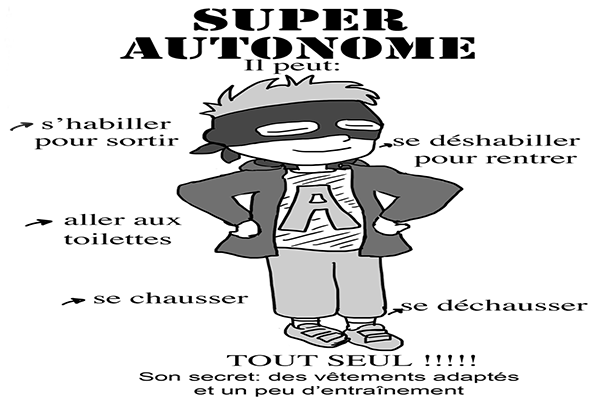 SUPER
AUTONOME
Il peut:
s'habiller
pour sortir
se déshabiller
pour rentrer
A
aller aux
toilettes
se chausser
se déchausser
TOUT SEUL !!!!!
Son secret: des vêtements adaptés
et un peu d'entraînement